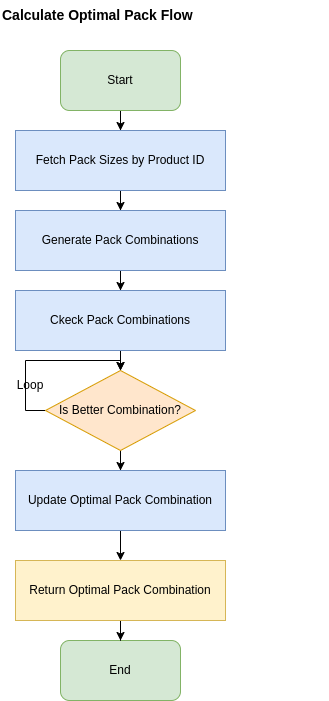 Calculate Optimal Pack Flow
Start
Fetch Pack Sizes by Product ID
Generate Pack Combinations
Ckeck Pack Combinations
Loop
Is Better Combination?
Update Optimal Pack Combination
Return Optimal Pack Combination
End